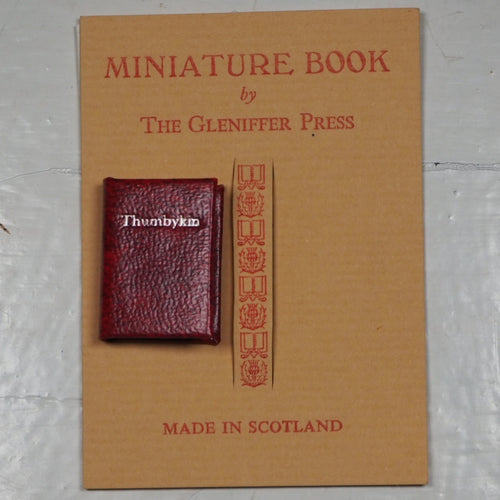 MINIATURE BOOK
by
THE GLENIFFER PRESS
Thumbykin
MADE IN SCOTLAND